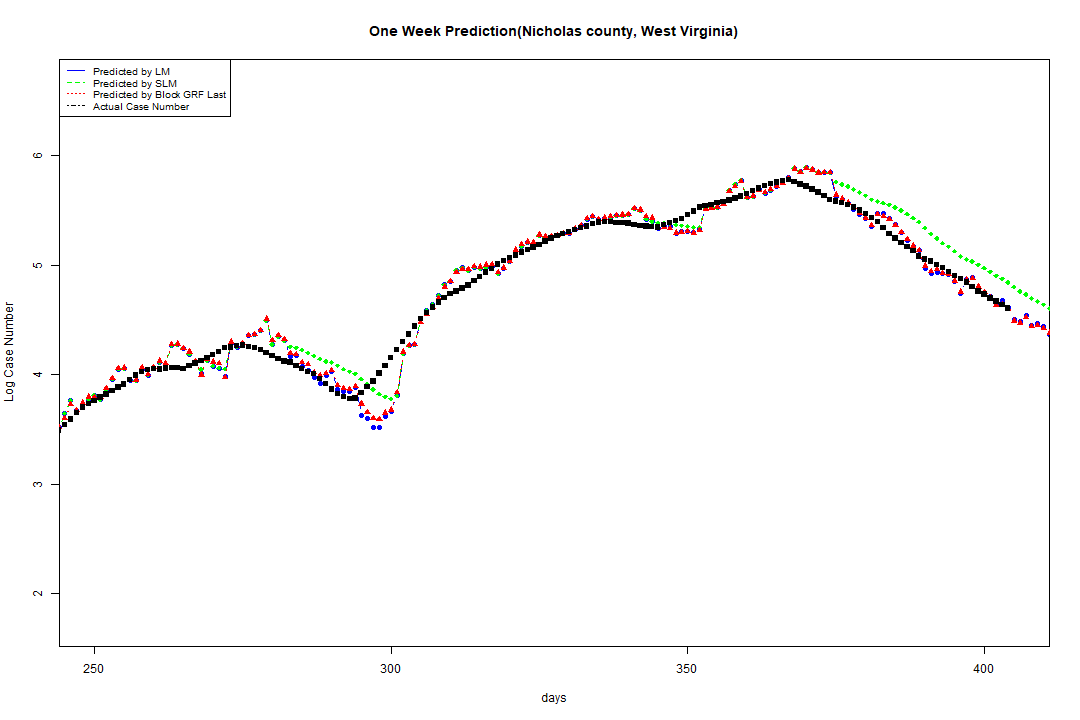 One Week Prediction(Nicholas county, West Virginia)
Predicted by LM
Predicted by SLM
Predicted by Block GRF Last
Actual Case Number
6
5
4
3
2
Log Case Number
250 300 350 400
days